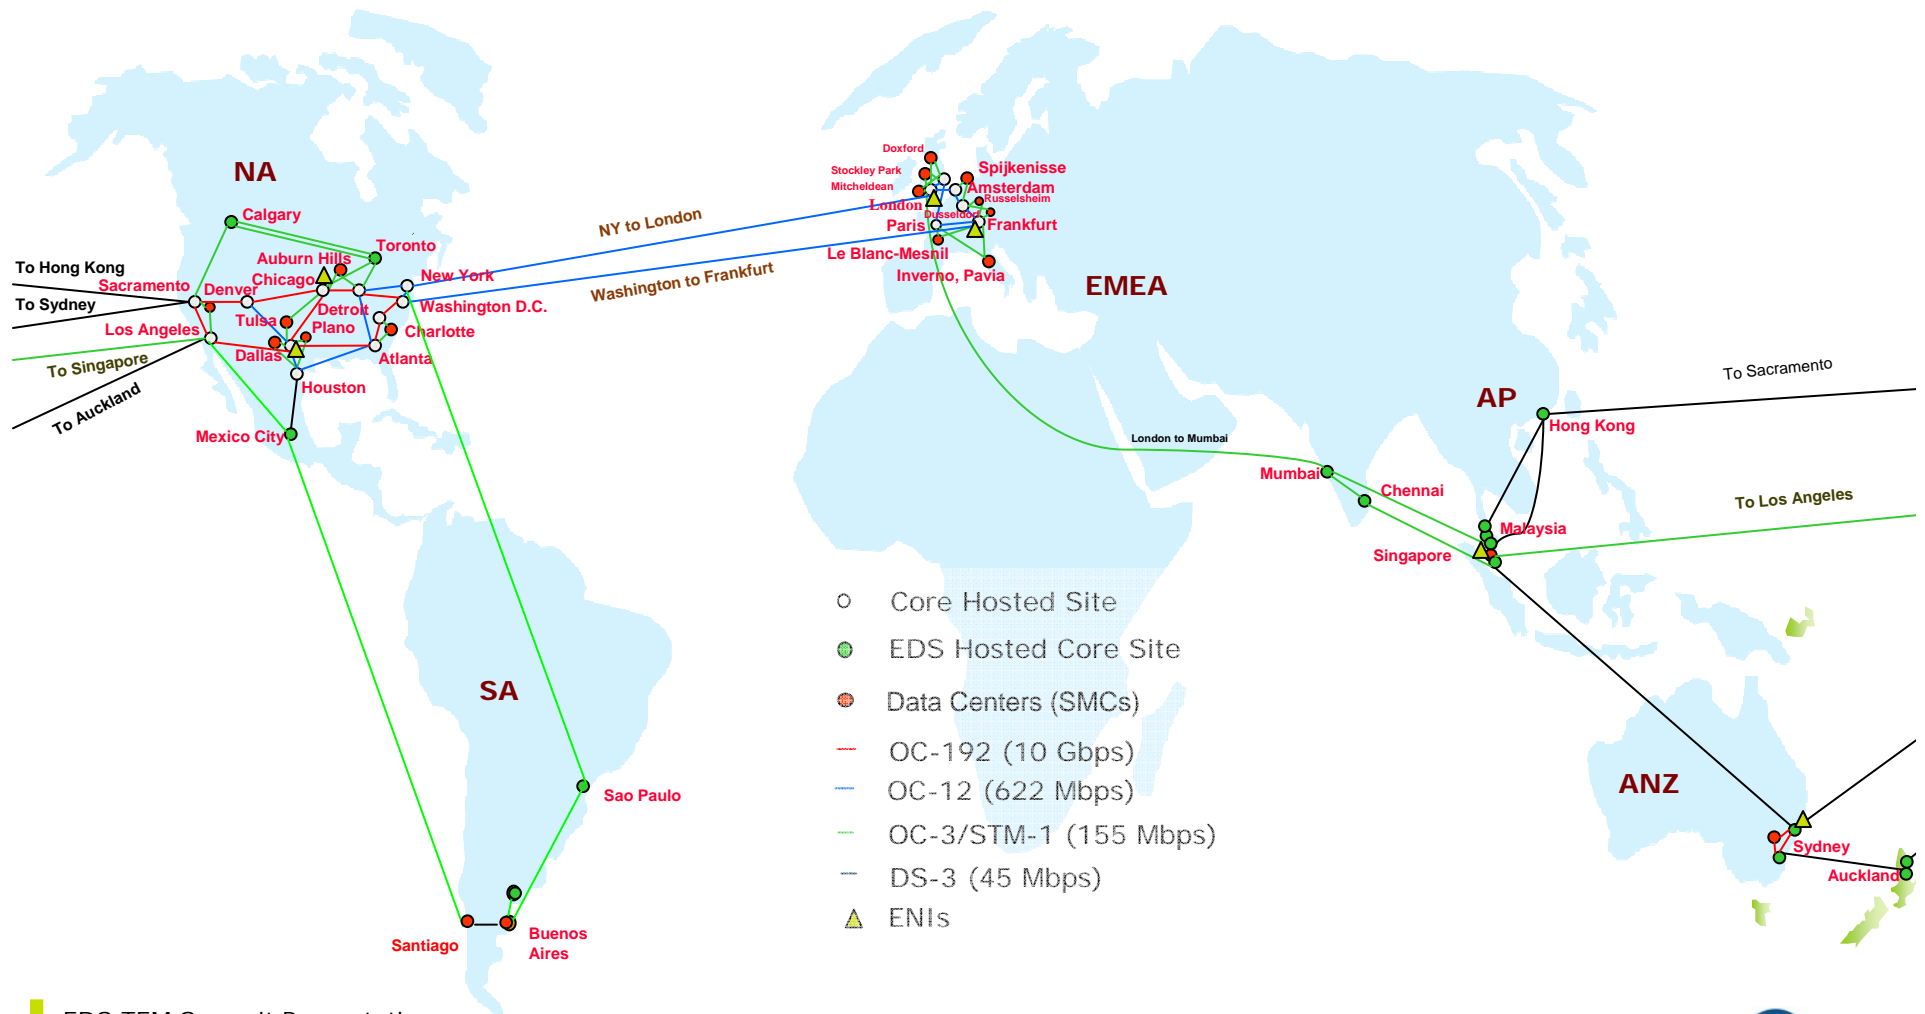 NA
Calgary
Toronto
Auburn Hills
Chicago
New York
To Hong Kong
Sacramento
Denver
To Sydney
Detroit
Washington D.C.
Los Angeles
Tulsa
Plano
Charlotte
Dallas
Atlanta
To Singapore
To Auckland
Houston
Mexico City
NY to London
Washington to Frankfurt
Doxford
Stockley Park
Spijkenisse
Mitcheldean
Amsterdam
London
Russelsheim
Dusseldorf
Paris
Frankfurt
Le Blanc-Mesnil
Inverno, Pavia
EMEA
London to Mumbai
AP
To Sacramento
Hong Kong
Mumbai
Chennai
To Los Angeles
Malaysia
Singapore
SA
Sao Paulo
Santiago
Buenos
Aires
ANZ
Sydney
Auckland
Core Hosted Site
EDS Hosted Core Site
Data Centers (SMCs)
OC-192 (10 Gbps)
OC-12 (622 Mbps)
OC-3/STM-1 (155 Mbps)
DS-3 (45 Mbps)
ENIs